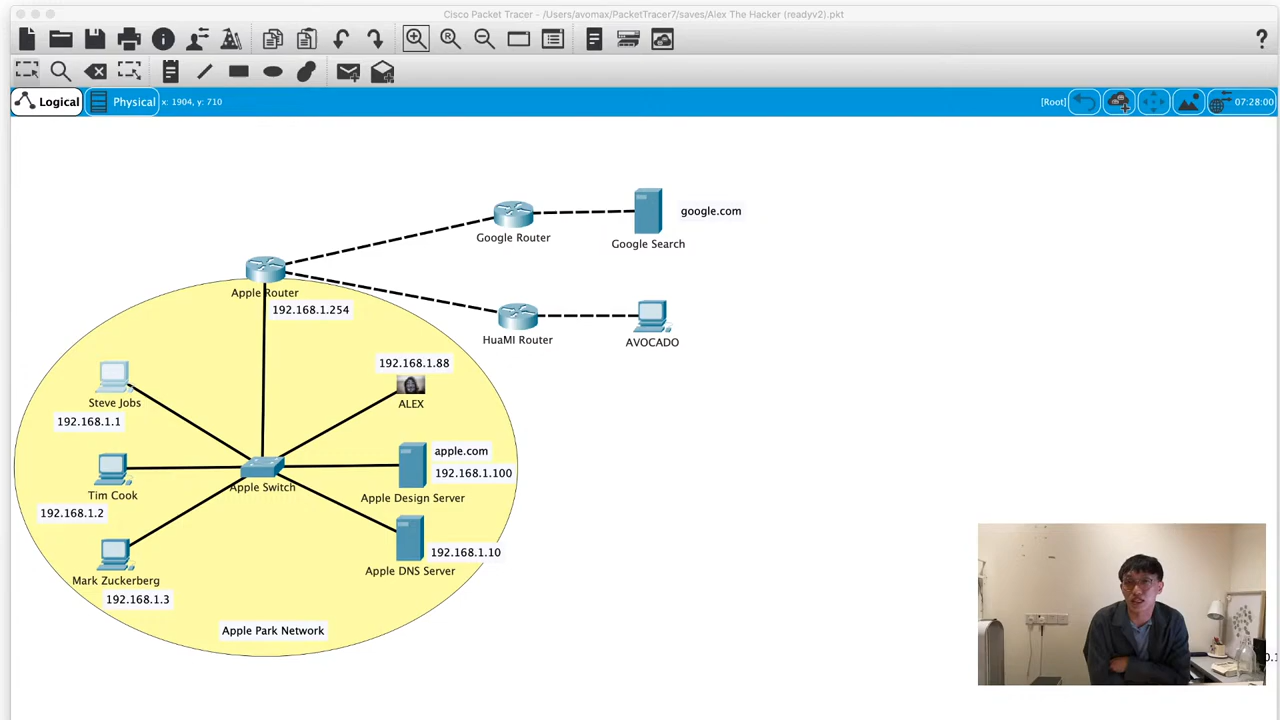 Cisco Packet Tracer - /Users/avomax/PacketTracer7/saves/Alex The Hacker (readyv2).pkt
?
Logical
Physical
x: 1904, y: 710
[Root]
07:28:00
Google Router
Google Search
google.com
Apple Router
192.168.1.254
HuaMI Router
AVOCADO
192.168.1.88
ALEX
Steve Jobs
192.168.1.1
apple.com
192.168.1.100
Apple Design Server
Tim Cook
192.168.1.2
Apple Switch
192.168.1.10
Apple DNS Server
Mark Zuckerberg
192.168.1.3
Apple Park Network